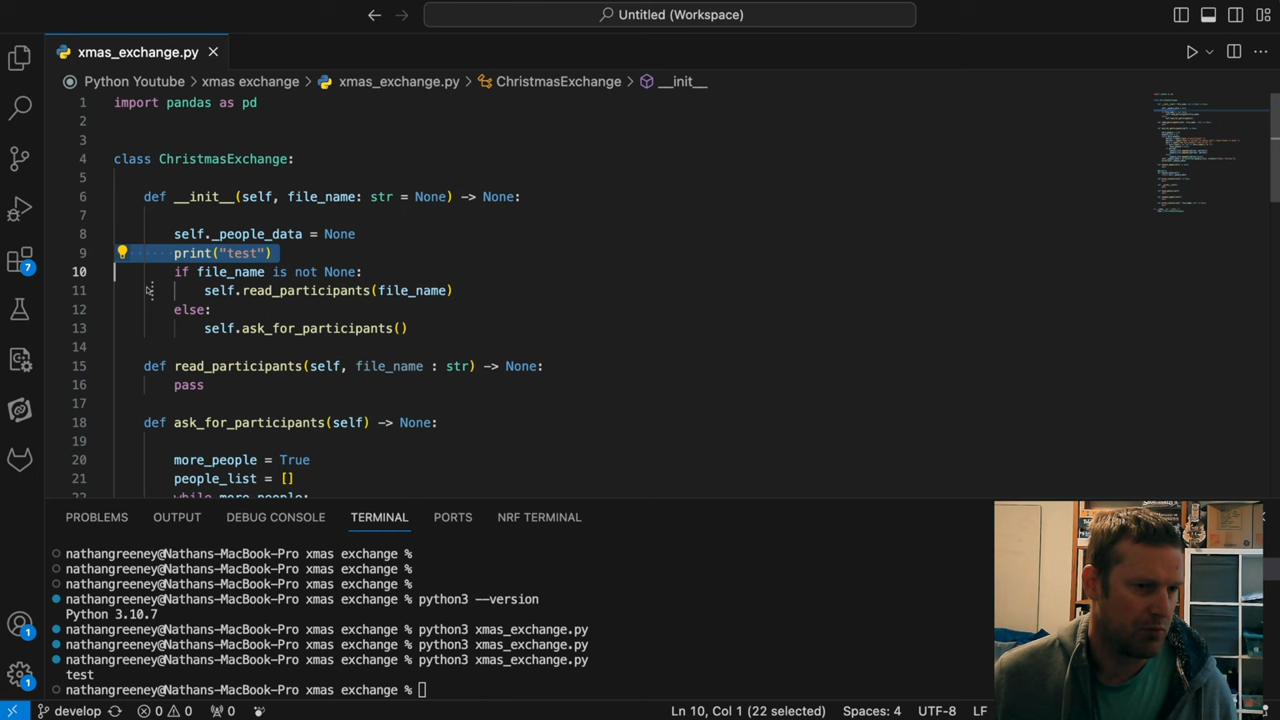 Untitled (Workspace)
xmas_exchange.py
Python Youtube > xmas exchange > xmas_exchange.py > ChristmasExchange > __init__
1 import pandas as pd
2
3
4 class ChristmasExchange:
5
6 def __init__(self, file_name: str = None) -> None:
7
8 self._people_data = None
9 print("test")
10 if file_name is not None:
11 self.read_participants(file_name)
12 else:
13 self.ask_for_participants()
14
15 def read_participants(self, file_name : str) -> None:
16 pass
17
18 def ask_for_participants(self) -> None:
19
20 more_people = True
21 people_list = []
22 while more_people:
7
PROBLEMS OUTPUT DEBUG CONSOLE TERMINAL PORTS NRF TERMINAL
nathangreeney@Nathans-MacBook-Pro xmas exchange %
nathangreeney@Nathans-MacBook-Pro xmas exchange %
nathangreeney@Nathans-MacBook-Pro xmas exchange %
nathangreeney@Nathans-MacBook-Pro xmas exchange % python3 --version
Python 3.10.7
nathangreeney@Nathans-MacBook-Pro xmas exchange % python3 xmas_exchange.py
nathangreeney@Nathans-MacBook-Pro xmas exchange % python3 xmas_exchange.py
nathangreeney@Nathans-MacBook-Pro xmas exchange % python3 xmas_exchange.py
test
nathangreeney@Nathans-MacBook-Pro xmas exchange %
1
1
develop 0 0 0 Ln 10, Col 1 (22 selected) Spaces: 4 UTF-8 LF